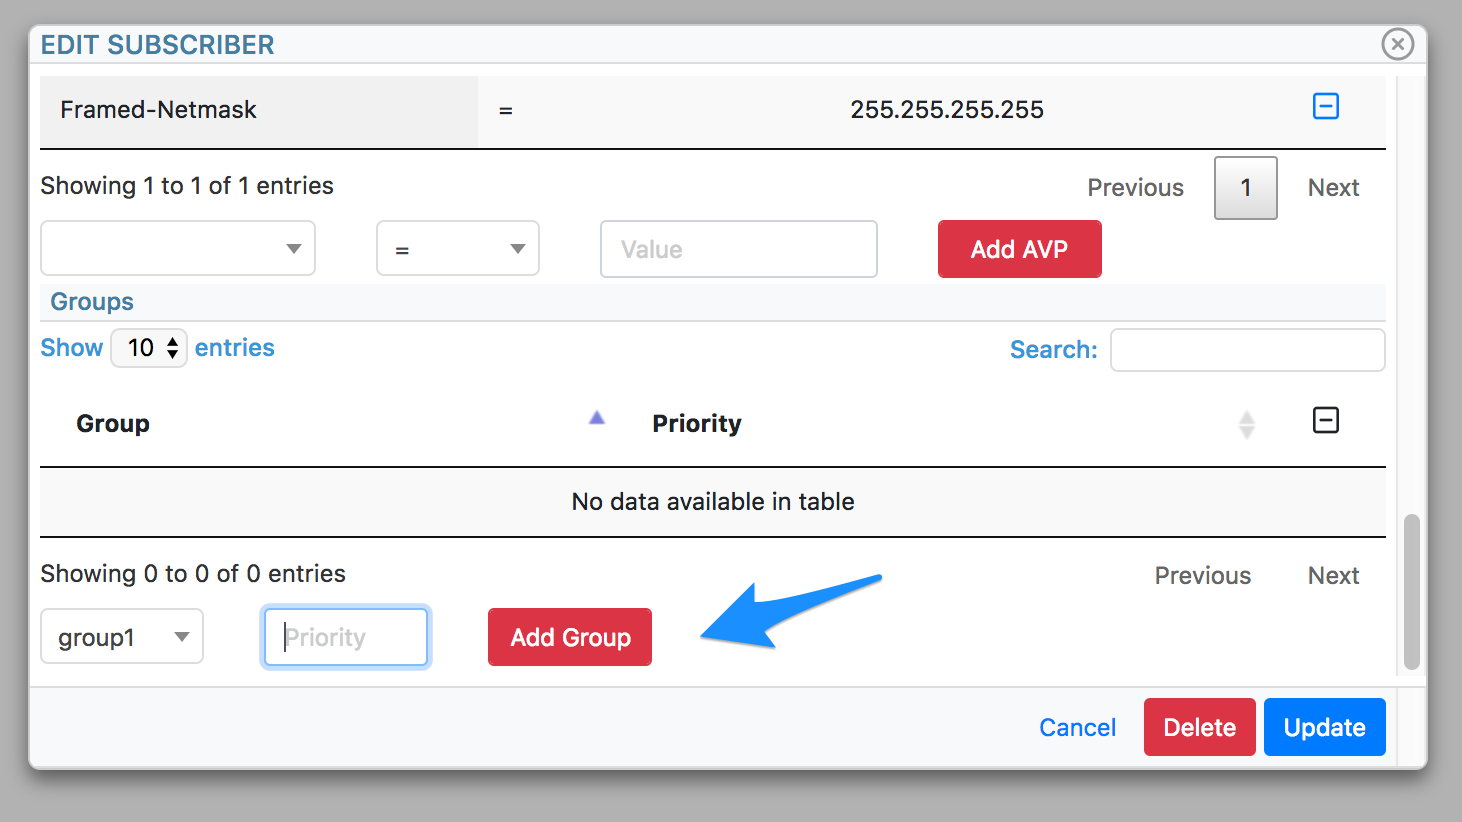 EDIT SUBSCRIBER
Framed-Netmask = 255.255.255.255
Showing 1 to 1 of 1 entries Previous 1 Next
= Value Add AVP
Groups
Show 10 entries Search:
Group Priority
No data available in table
Showing 0 to 0 of 0 entries Previous Next
group1 Priority Add Group
Cancel Delete Update